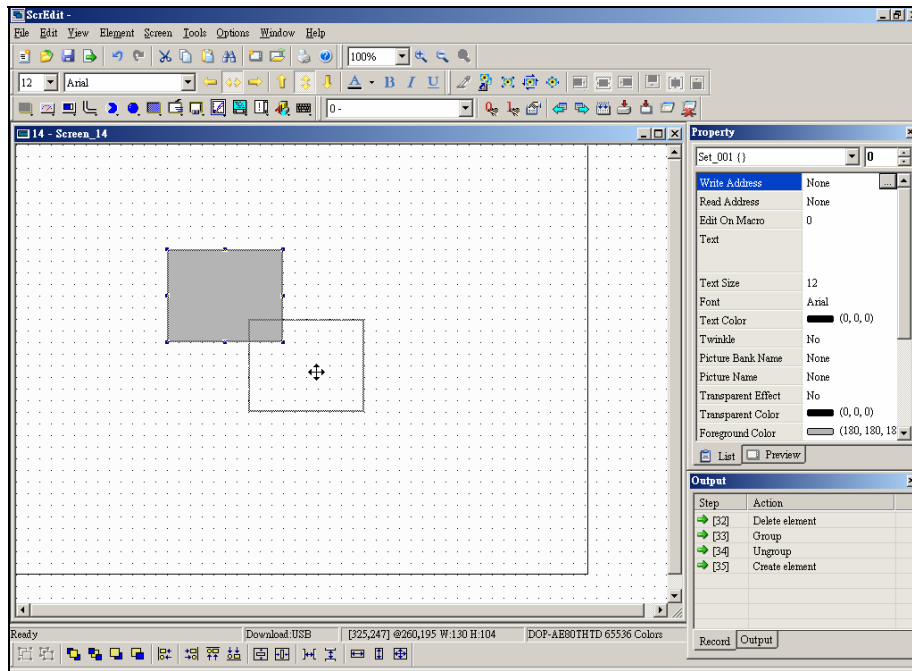 ScrEdit -
File Edit View Element Screen Tools Options Window Help
100%
12 Arial A B I U
0 -
14 - Screen_14
Property
Set_001 {} 0
Write Address None ...
Read Address None
Edit On Macro 0
Text
Text Size 12
Font Arial
Text Color (0, 0, 0)
Twinkle No
Picture Bank Name None
Picture Name None
Transparent Effect No
Transparent Color (0, 0, 0)
Foreground Color (180, 180, 18
List Preview
Output
Step Action
[32] Delete element
[33] Group
[34] Ungroup
[35] Create element
Record Output
Ready Download:USB [325,247] @260,195 W:130 H:104 DOP-AE80THTD 65536 Colors